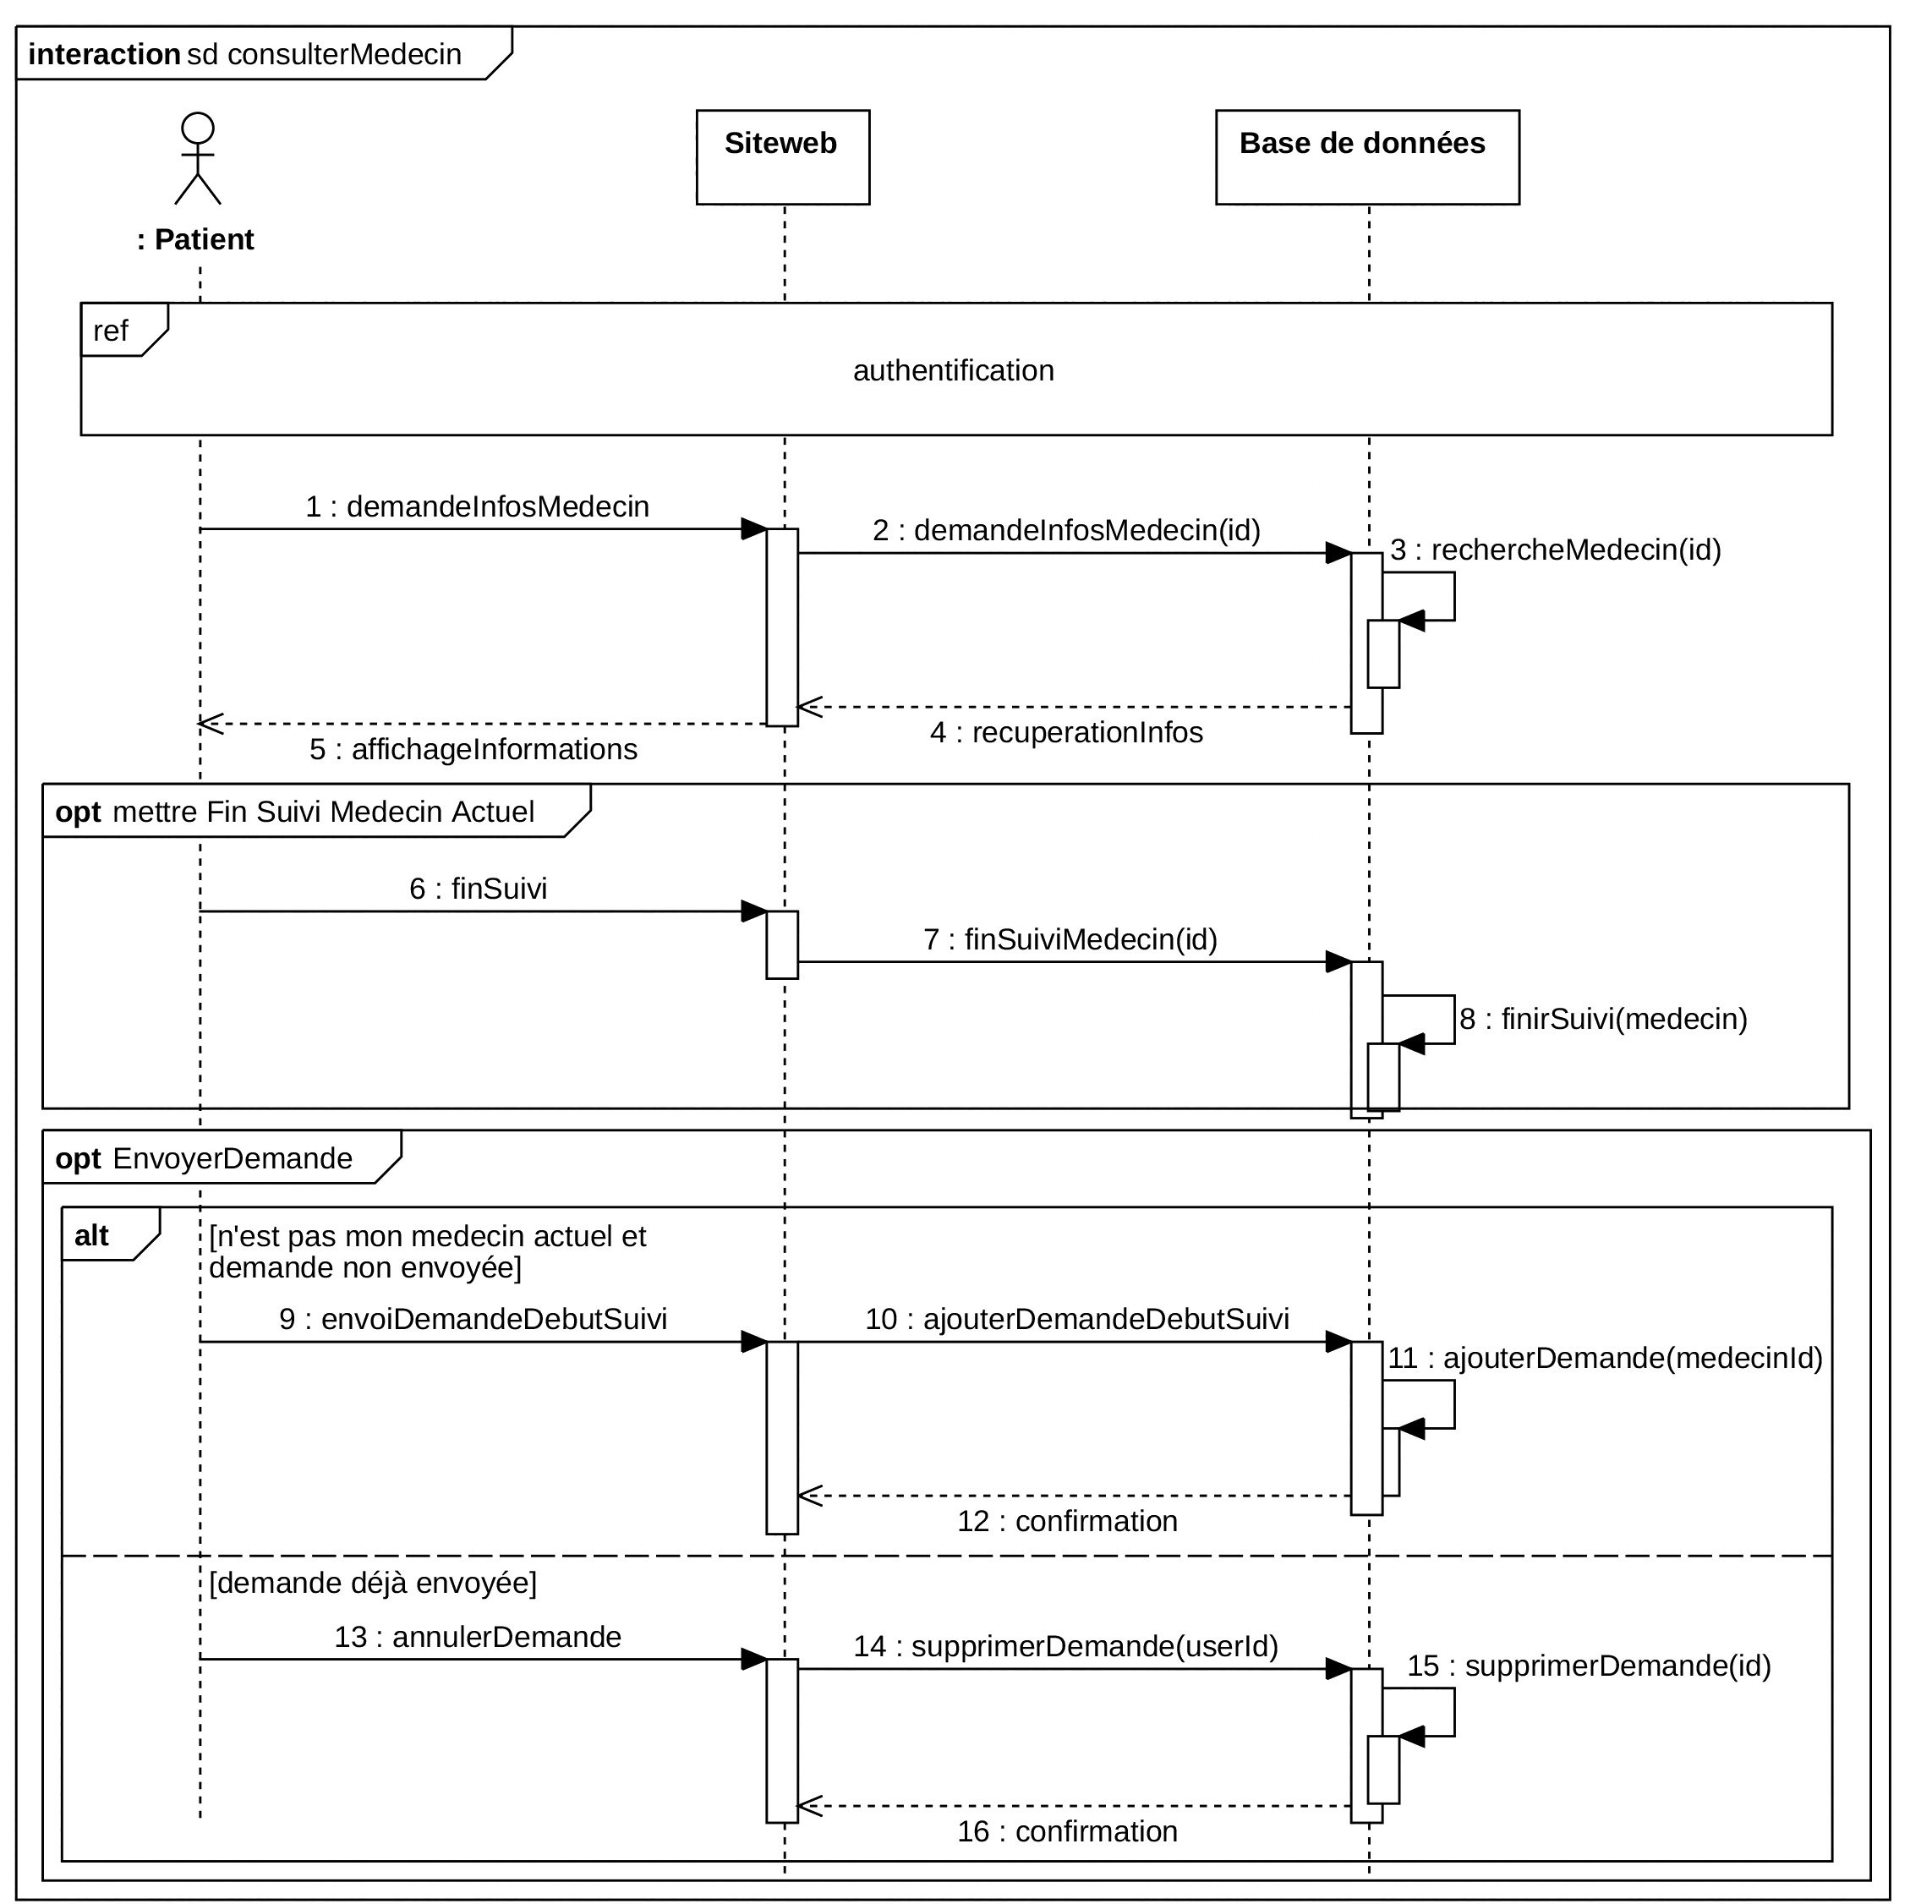 interaction sd consulterMedecin
Siteweb
Base de données
: Patient
ref
authentification
1 : demandeInfosMedecin
2 : demandeInfosMedecin(id)
3 : rechercheMedecin(id)
4 : recuperationInfos
5 : affichageInformations
opt mettre Fin Suivi Medecin Actuel
6 : finSuivi
7 : finSuiviMedecin(id)
8 : finirSuivi(medecin)
opt EnvoyerDemande
alt
[n'est pas mon medecin actuel et
demande non envoyée]
9 : envoiDemandeDebutSuivi
10 : ajouterDemandeDebutSuivi
11 : ajouterDemande(medecinId)
12 : confirmation
[demande déjà envoyée]
13 : annulerDemande
14 : supprimerDemande(userId)
15 : supprimerDemande(id)
16 : confirmation